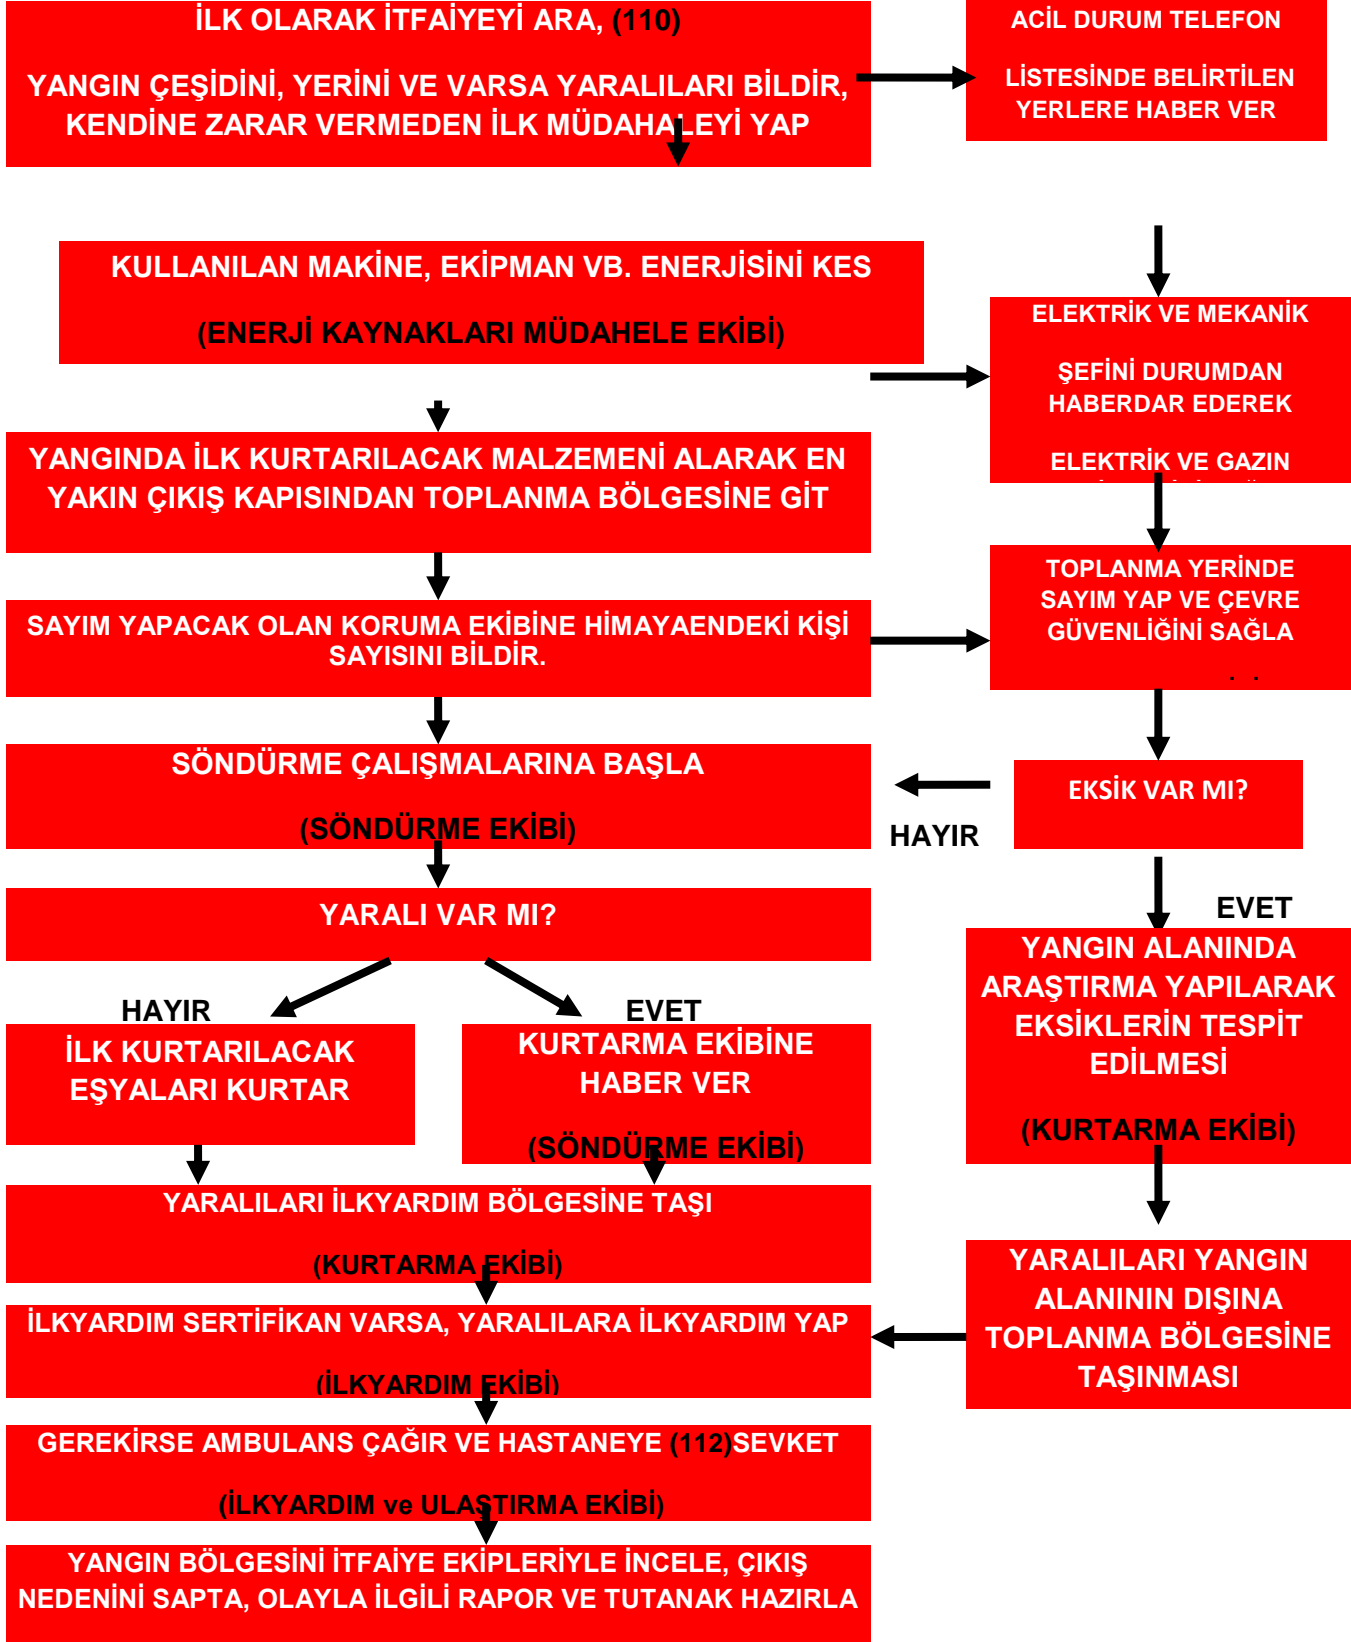 İLK OLARAK İTFAİYEYİ ARA, (110)
YANGIN ÇEŞİDİNİ, YERİNİ VE VARSA YARALILARI BİLDİR,
KENDİNE ZARAR VERMEDEN İLK MÜDAHALEYİ YAP
ACİL DURUM TELEFON
LİSTESİNDE BELİRTİLEN
YERLERE HABER VER
KULLANILAN MAKİNE, EKİPMAN VB. ENERJİSİNİ KES
(ENERJİ KAYNAKLARI MÜDAHELE EKİBİ)
ELEKTRİK VE MEKANİK
ŞEFİNİ DURUMDAN
HABERDAR EDEREK
ELEKTRİK VE GAZIN
YANGINDA İLK KURTARILACAK MALZEMENİ ALARAK EN
YAKIN ÇIKIŞ KAPISINDAN TOPLANMA BÖLGESİNE GİT
TOPLANMA YERİNDE
SAYIM YAP VE ÇEVRE
GÜVENLİĞİNİ SAĞLA
SAYIM YAPACAK OLAN KORUMA EKİBİNE HİMAYAENDEKİ KİŞİ
SAYISINI BİLDİR.
SÖNDÜRME ÇALIŞMALARINA BAŞLA
(SÖNDÜRME EKİBİ)
EKSİK VAR MI?
HAYIR
EVET
YARALI VAR MI?
YANGIN ALANINDA
ARAŞTIRMA YAPILARAK
EKSİKLERİN TESPİT
EDİLMESİ
(KURTARMA EKİBİ)
HAYIR
EVET
İLK KURTARILACAK
EŞYALARI KURTAR
KURTARMA EKİBİNE
HABER VER
(SÖNDÜRME EKİBİ)
YARALILARI İLKYARDIM BÖLGESİNE TAŞI
(KURTARMA EKİBİ)
YARALILARI YANGIN
ALANININ DIŞINA
TOPLANMA BÖLGESİNE
TAŞINMASI
İLKYARDIM SERTİFİKAN VARSA, YARALILARA İLKYARDIM YAP
(İLKYARDIM EKİBİ)
GEREKİRSE AMBULANS ÇAĞIR VE HASTANEYE (112)SEVKET
(İLKYARDIM ve ULAŞTIRMA EKİBİ)
YANGIN BÖLGESİNİ İTFAİYE EKİPLERİYLE İNCELE, ÇIKIŞ
NEDENİNİ SAPTA, OLAYLA İLGİLİ RAPOR VE TUTANAK HAZIRLA